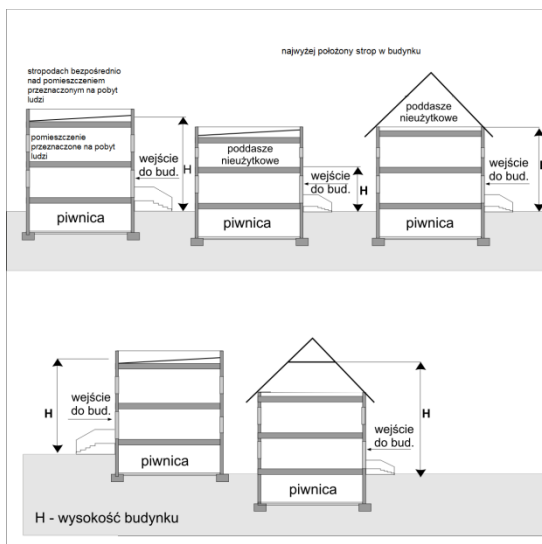 najwyżej położony strop w budynku
stropodach bezpośrednio
nad pomieszczeniem
przeznaczonym na pobyt
ludzi
poddasze
nieużytkowe
pomieszczenie
przeznaczone na pobyt
ludzi
wejście
do bud.
H
poddasze
nieużytkowe
wejście
do bud.
H
wejście
do bud.
H
piwnica
piwnica
piwnica
H
wejście
do bud.
piwnica
H
wejście
do bud.
piwnica
H - wysokość budynku